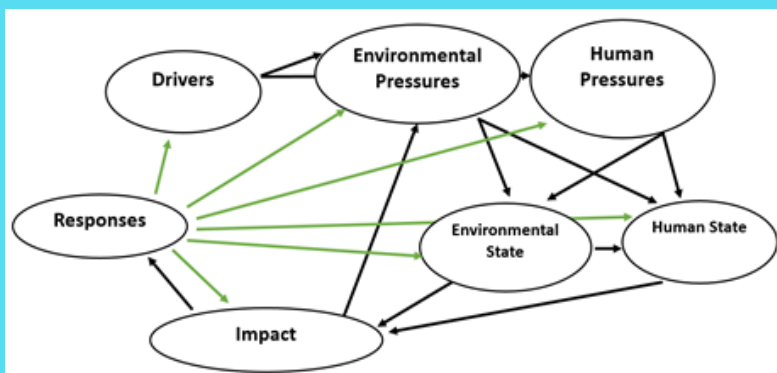 Drivers
Environmental
Pressures
Human
Pressures
Responses
Environmental
State
Human State
Impact